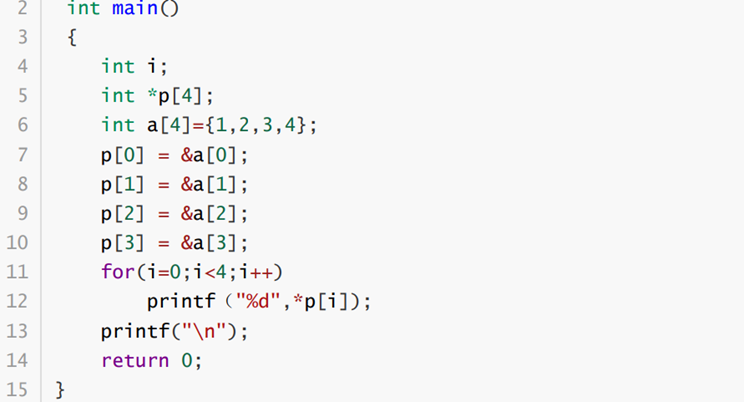 2 int main()
3 {
4 int i;
5 int *p[4];
6 int a[4]={1,2,3,4};
7 p[0] = &a[0];
8 p[1] = &a[1];
9 p[2] = &a[2];
10 p[3] = &a[3];
11 for(i=0;i<4;i++)
12 printf（"%d",*p[i]);
13 printf("\n");
14 return 0;
15 }